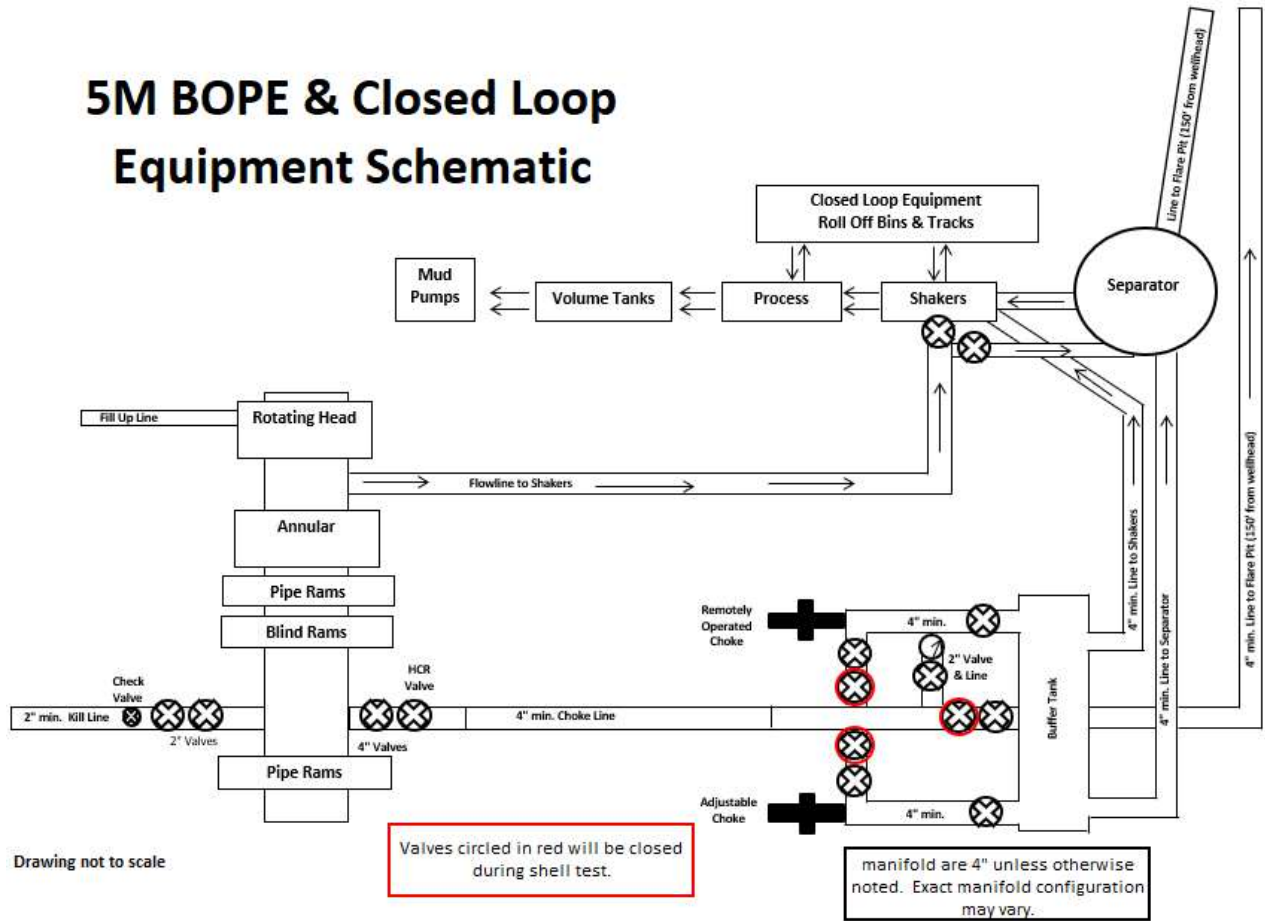 5M BOPE & Closed Loop
Equipment Schematic
Line to Flare Pit (150' from wellhead)
4" min. Line to Flare Pit (150' from wellhead)
Closed Loop Equipment
Roll Off Bins & Tracks
Mud
Pumps
Volume Tanks
Process
Shakers
Separator
Fill Up Line
Rotating Head
Flowline to Shakers
Annular
Pipe Rams
Blind Rams
Check
Valve
2" min. Kill Line
2" Valves
HCR
Valve
4" Valves
4" min. Choke Line
Pipe Rams
Remotely
Operated
Choke
4" min.
2" Valve
& Line
Buffer Tank
4" min. Line to Shakers
4" min. Line to Separator
Adjustable
Choke
4" min.
Drawing not to scale
Valves circled in red will be closed
during shell test.
manifold are 4" unless otherwise
noted. Exact manifold configuration
may vary.